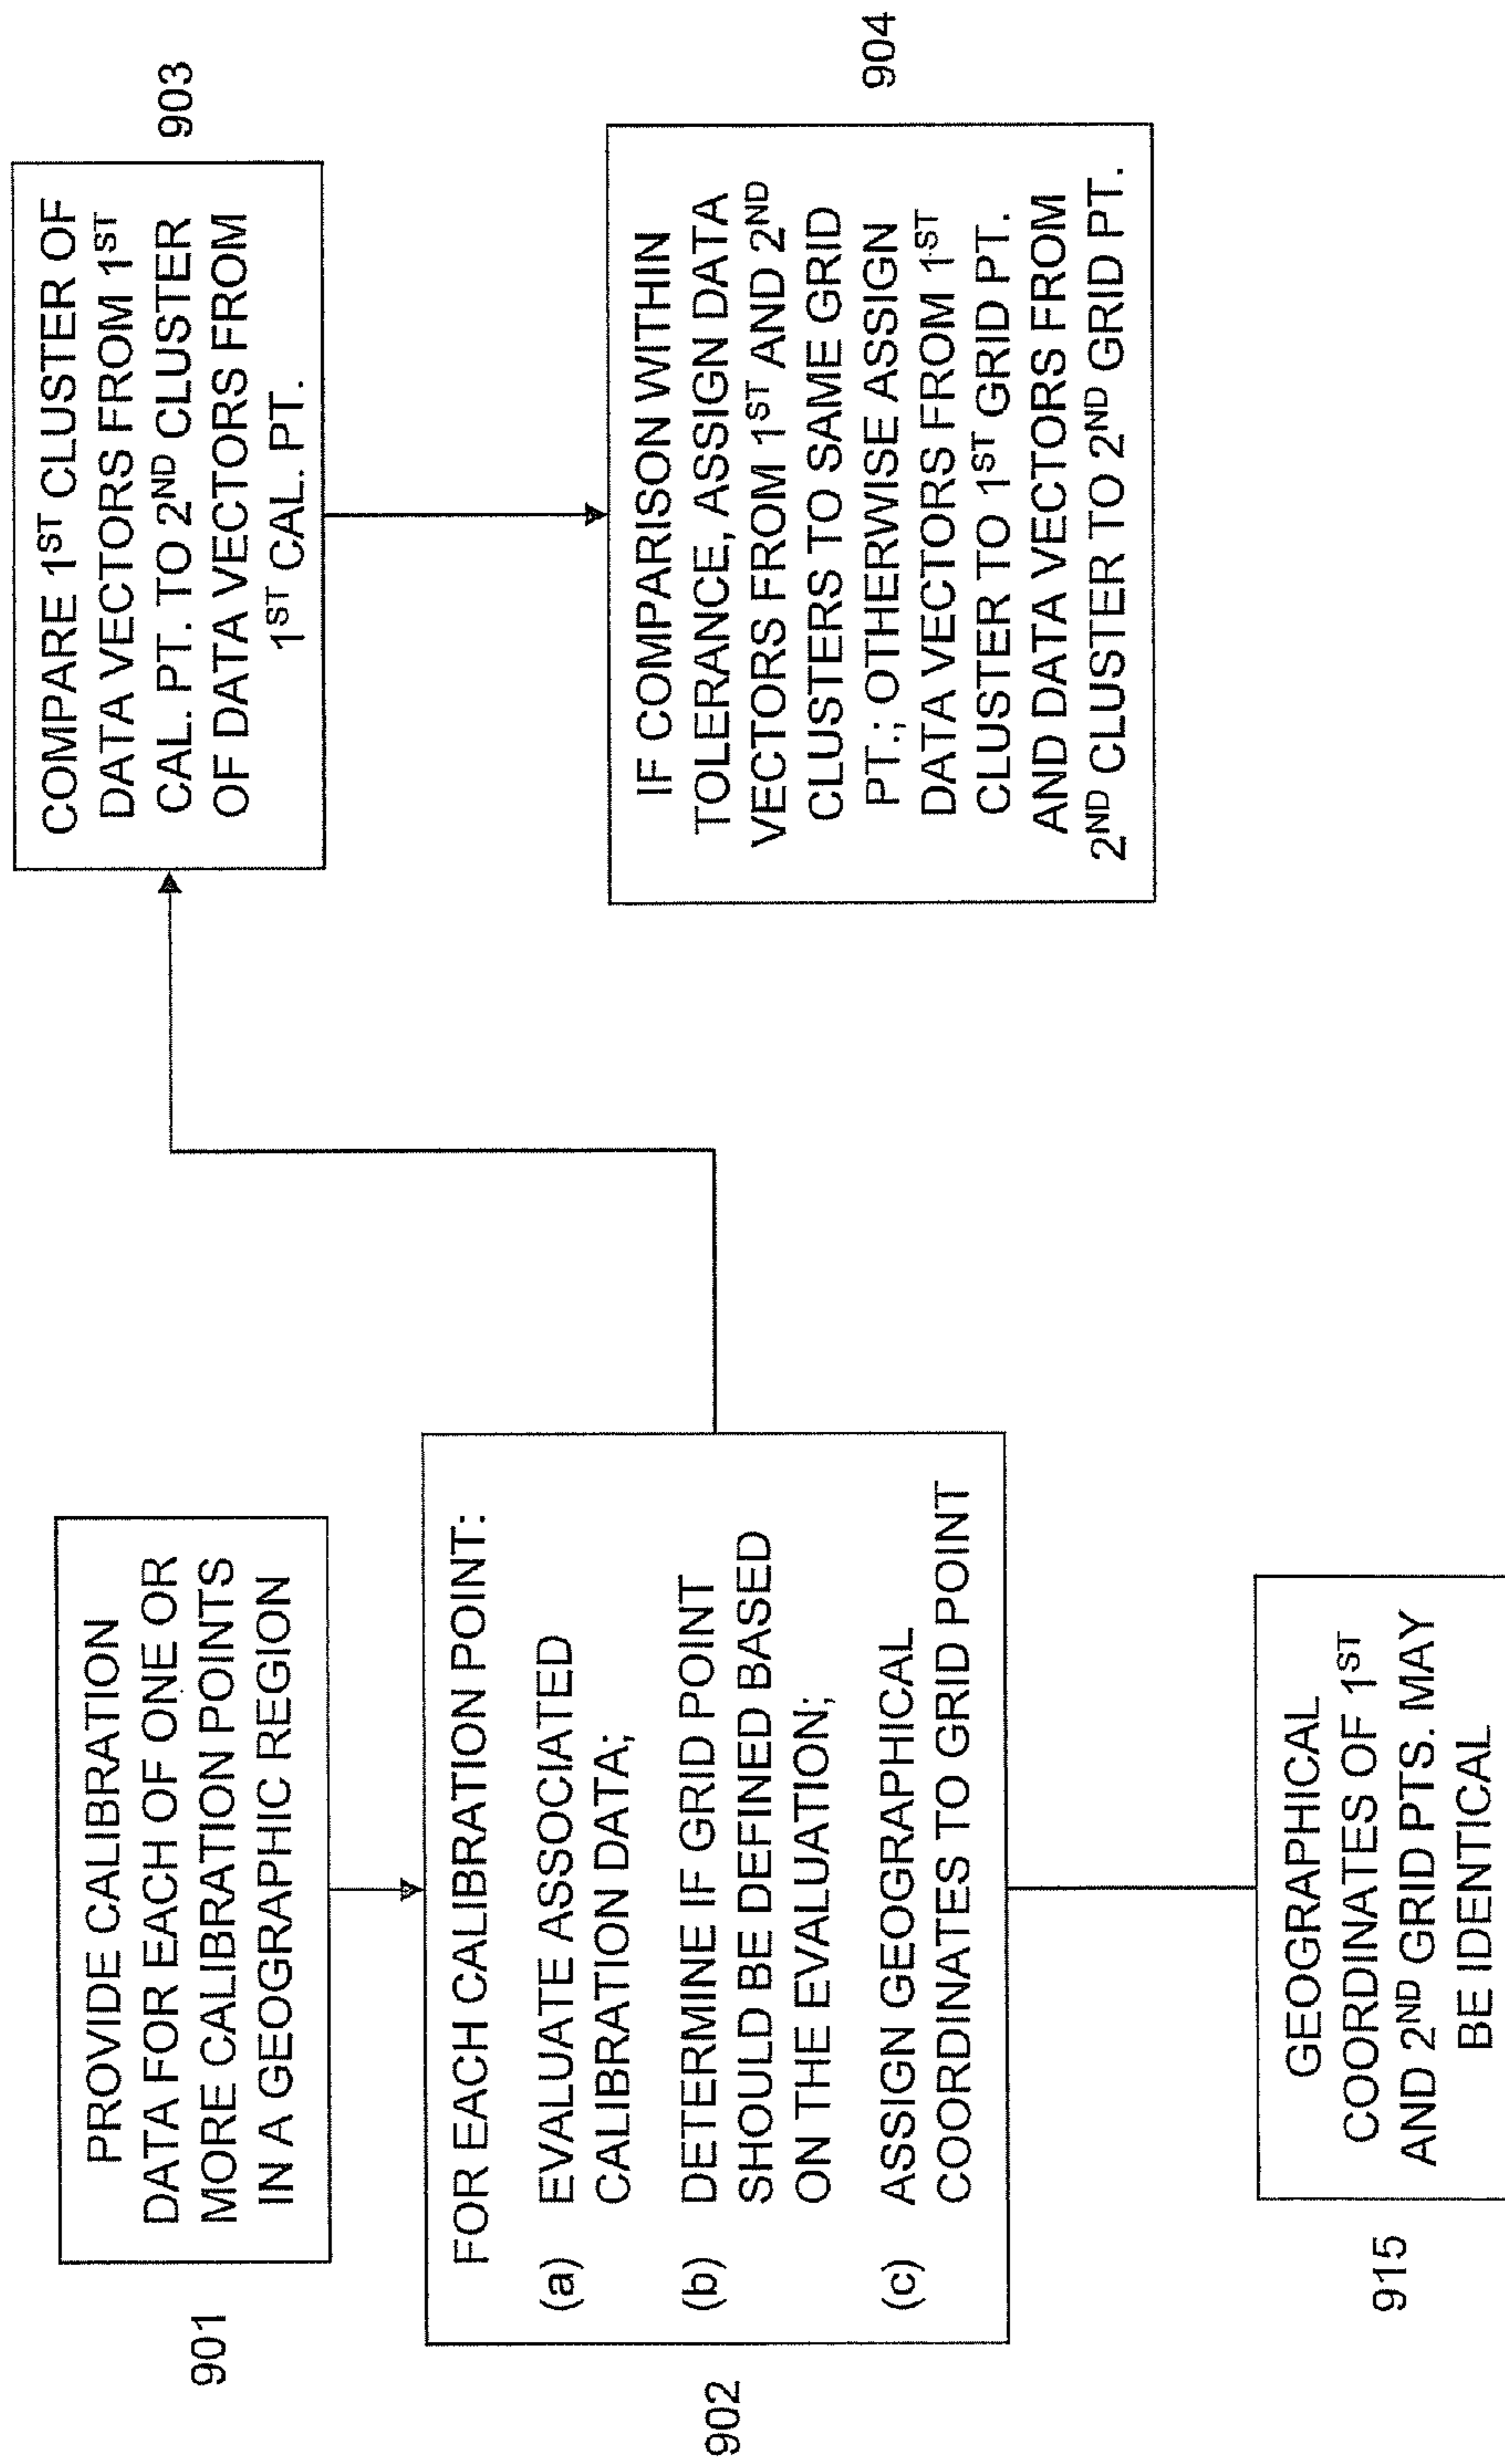 901
PROVIDE CALIBRATION
DATA FOR EACH OF ONE OR
MORE CALIBRATION POINTS
IN A GEOGRAPHIC REGION
902
FOR EACH CALIBRATION POINT:
(a) EVALUATE ASSOCIATED
CALIBRATION DATA;
(b) DETERMINE IF GRID POINT
SHOULD BE DEFINED BASED
ON THE EVALUATION;
(c) ASSIGN GEOGRAPHICAL
COORDINATES TO GRID POINT
915
GEOGRAPHICAL
COORDINATES OF 1ST
AND 2ND GRID PTS. MAY
BE IDENTICAL
COMPARE 1ST CLUSTER OF
DATA VECTORS FROM 1ST
CAL. PT. TO 2ND CLUSTER
OF DATA VECTORS FROM
1ST CAL. PT.
903
IF COMPARISON WITHIN
TOLERANCE, ASSIGN DATA
VECTORS FROM 1ST AND 2ND
CLUSTERS TO SAME GRID
PT.; OTHERWISE ASSIGN
DATA VECTORS FROM 1ST
CLUSTER TO 1ST GRID PT.
AND DATA VECTORS FROM
2ND CLUSTER TO 2ND GRID PT.
904